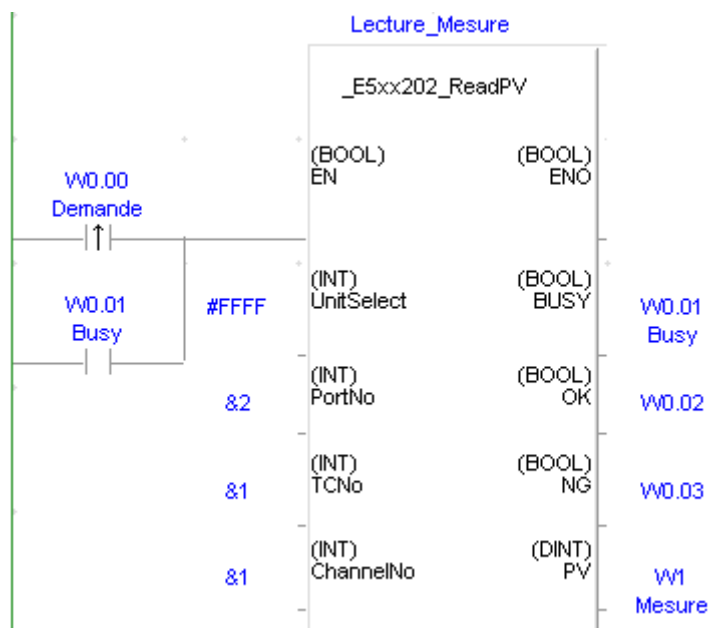 Lecture_Mesure
_E5xx202_ReadPV
(BOOL) (BOOL)
EN ENO
W0.00
Demande
(INT) (BOOL)
UnitSelect BUSY
W0.01 #FFFF W0.01
Busy Busy
(INT) (BOOL)
PortNo OK
&2 W0.02
(INT) (BOOL)
TCNo NG
&1 W0.03
(INT) (DINT)
ChannelNo PV
&1 W1
Mesure